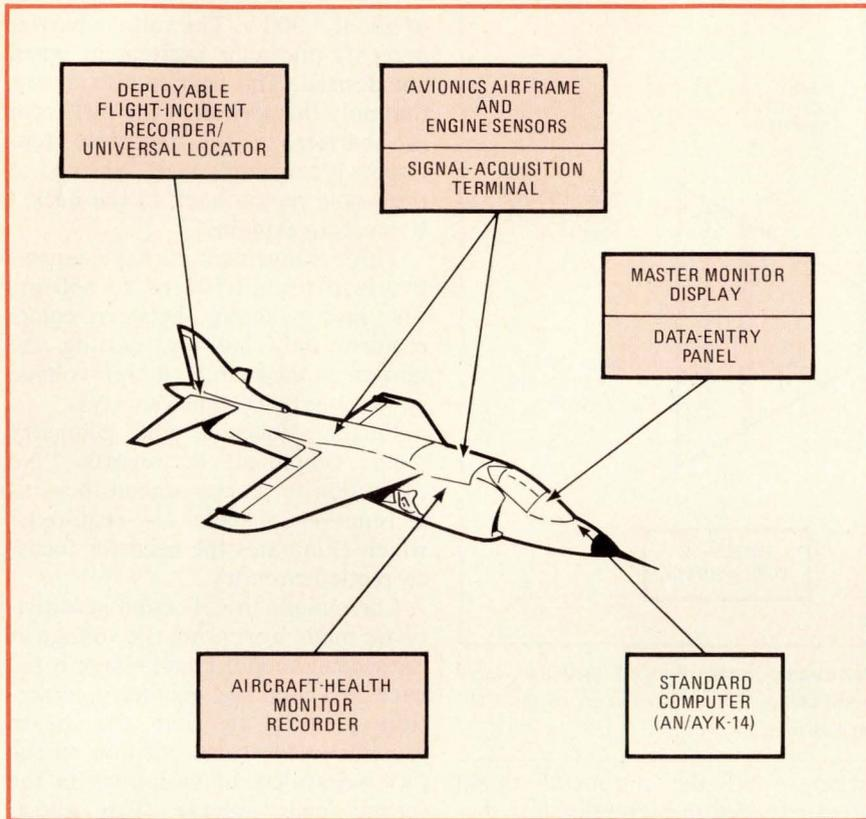 DEPLOYABLE
FLIGHT-INCIDENT
RECORDER/
UNIVERSAL LOCATOR
AVIONICS AIRFRAME
AND
ENGINE SENSORS
SIGNAL-ACQUISITION
TERMINAL
MASTER MONITOR
DISPLAY
DATA-ENTRY
PANEL
AIRCRAFT-HEALTH
MONITOR
RECORDER
STANDARD
COMPUTER
(AN/AYK-14)